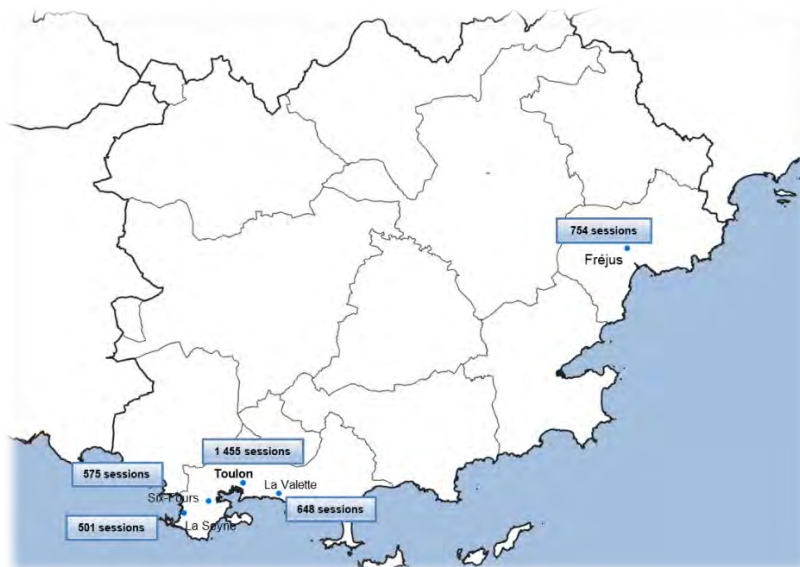 754 sessions
Fréjus
1 455 sessions
575 sessions
Toulon
La Valette
Six-Fours
648 sessions
501 sessions
La Seyne